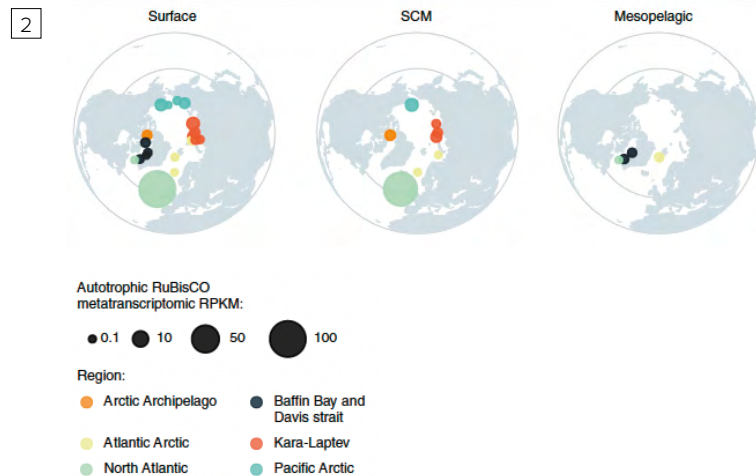 2
Surface
SCM
Mesopelagic
Autotrophic RuBisCO
metatranscriptomic RPKM:
0.1
10
50
100
Region:
Arctic Archipelago
Baffin Bay and
Davis strait
Atlantic Arctic
Kara-Laptev
North Atlantic
Pacific Arctic